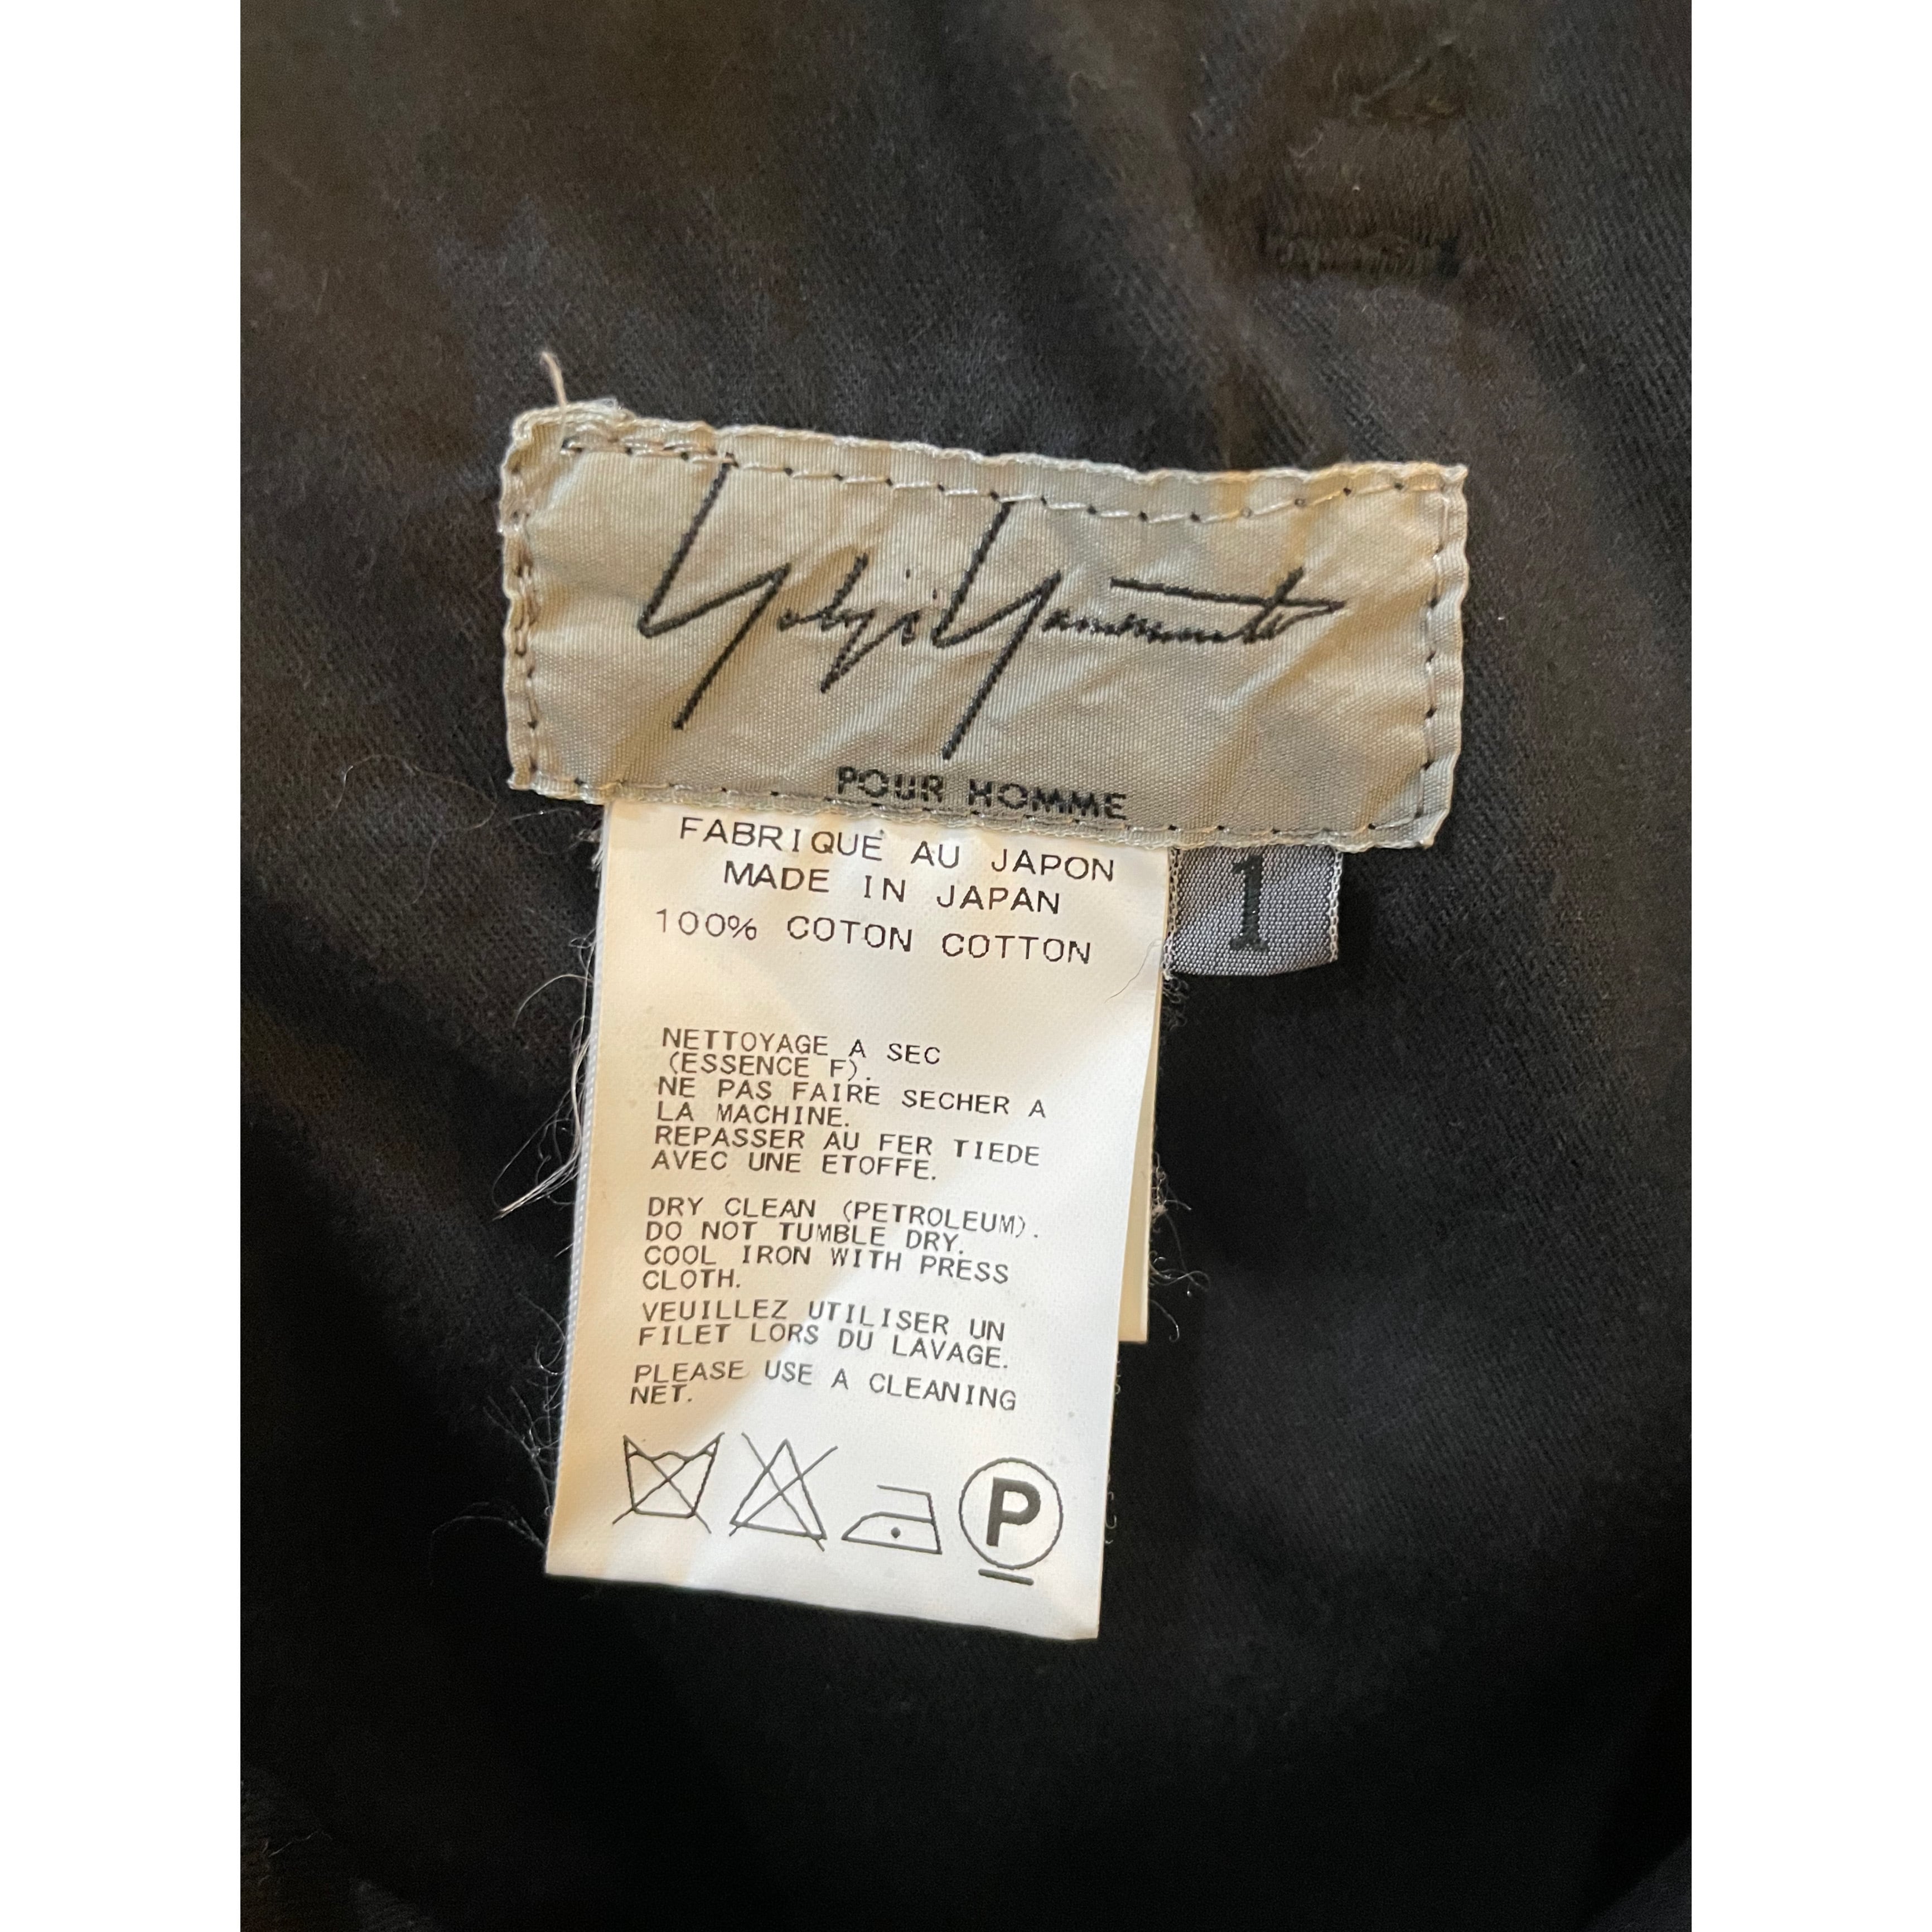 Yohji Yamamoto
POUR HOMME
1
FABRIQUE AU JAPON
MADE IN JAPAN
100% COTON COTTON
NETTOYAGE A SEC
(ESSENCE F).
NE PAS FAIRE SECHER A
LA MACHINE.
REPASSER AU FER TIEDE
AVEC UNE ETOFFE.
DRY CLEAN (PETROLEUM).
DO NOT TUMBLE DRY.
COOL IRON WITH PRESS
CLOTH.
VEUILLEZ UTILISER UN
FILET LORS DU LAVAGE.
PLEASE USE A CLEANING
NET.
P